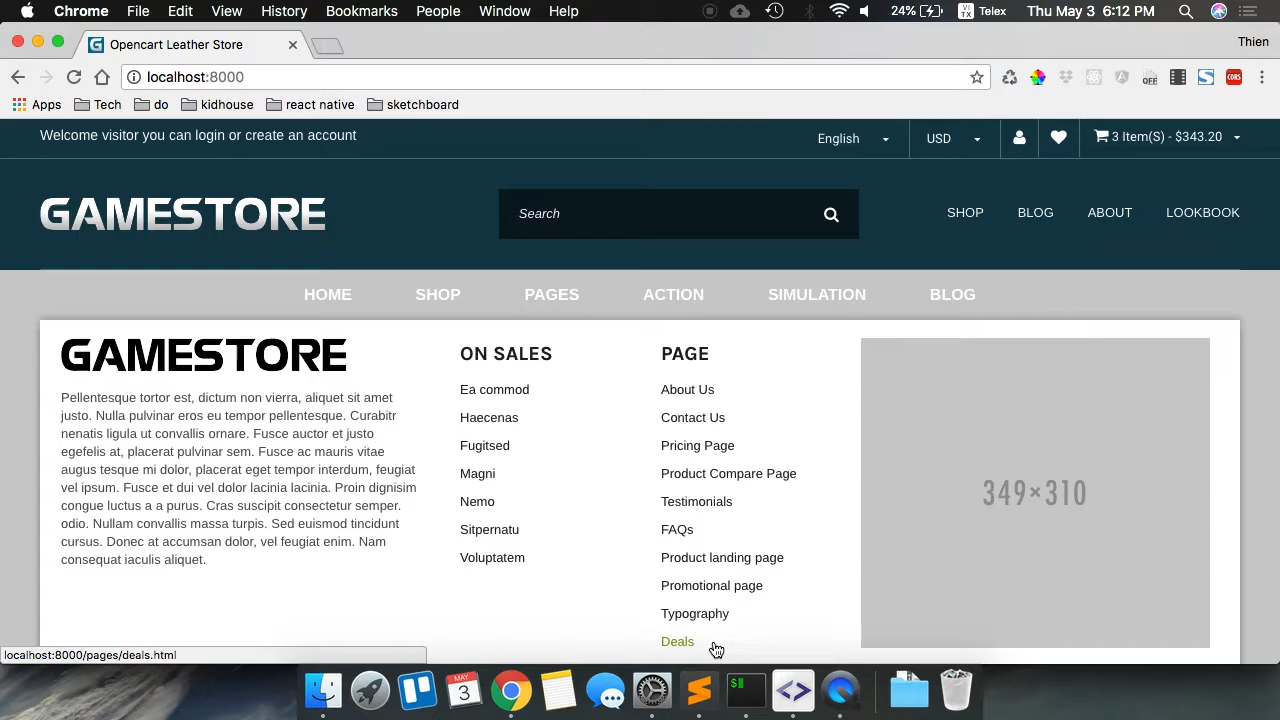 Chrome File Edit View History Bookmarks People Window Help 24% VI TX Telex Thu May 3 6:12 PM
Opencart Leather Store Thien
localhost:8000 OFF CORS
Apps Tech do kidhouse react native sketchboard
Welcome visitor you can login or create an account English USD 3 Item(S) - $343.20
GAMESTORE Search SHOP BLOG ABOUT LOOKBOOK
HOME SHOP PAGES ACTION SIMULATION BLOG
GAMESTORE
Pellentesque tortor est, dictum non vierra, aliquet sit amet
justo. Nulla pulvinar eros eu tempor pellentesque. Curabitr
nenatis ligula ut convallis ornare. Fusce auctor et justo
egefelis at, placerat pulvinar sem. Fusce ac mauris vitae
augus tesque mi dolor, placerat eget tempor interdum, feugiat
vel ipsum. Fusce et dui vel dolor lacinia lacinia. Proin dignisim
congue luctus a a purus. Cras suscipit consectetur semper.
odio. Nullam convallis massa turpis. Sed euismod tincidunt
cursus. Donec at accumsan dolor, vel feugiat enim. Nam
consequat iaculis aliquet.
ON SALES
Ea commod
Haecenas
Fugitsed
Magni
Nemo
Sitpernatu
Voluptatem
PAGE
About Us
Contact Us
Pricing Page
Product Compare Page
Testimonials
FAQs
Product landing page
Promotional page
Typography
Deals
349×310
localhost:8000/pages/deals.html
MAY
3
$